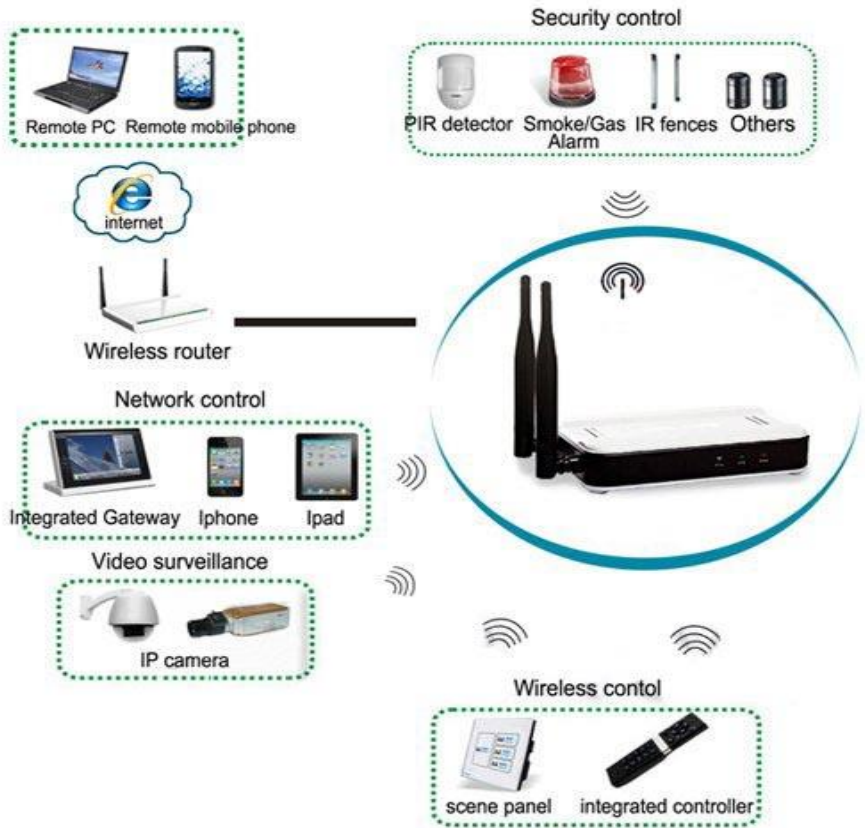 Security control
Remote PC Remote mobile phone
PIR detector Smoke/Gas Alarm IR fences Others
internet
Wireless router
Network control
Integrated Gateway Iphone Ipad
Video surveillance
IP camera
Wireless contol
scene panel integrated controller